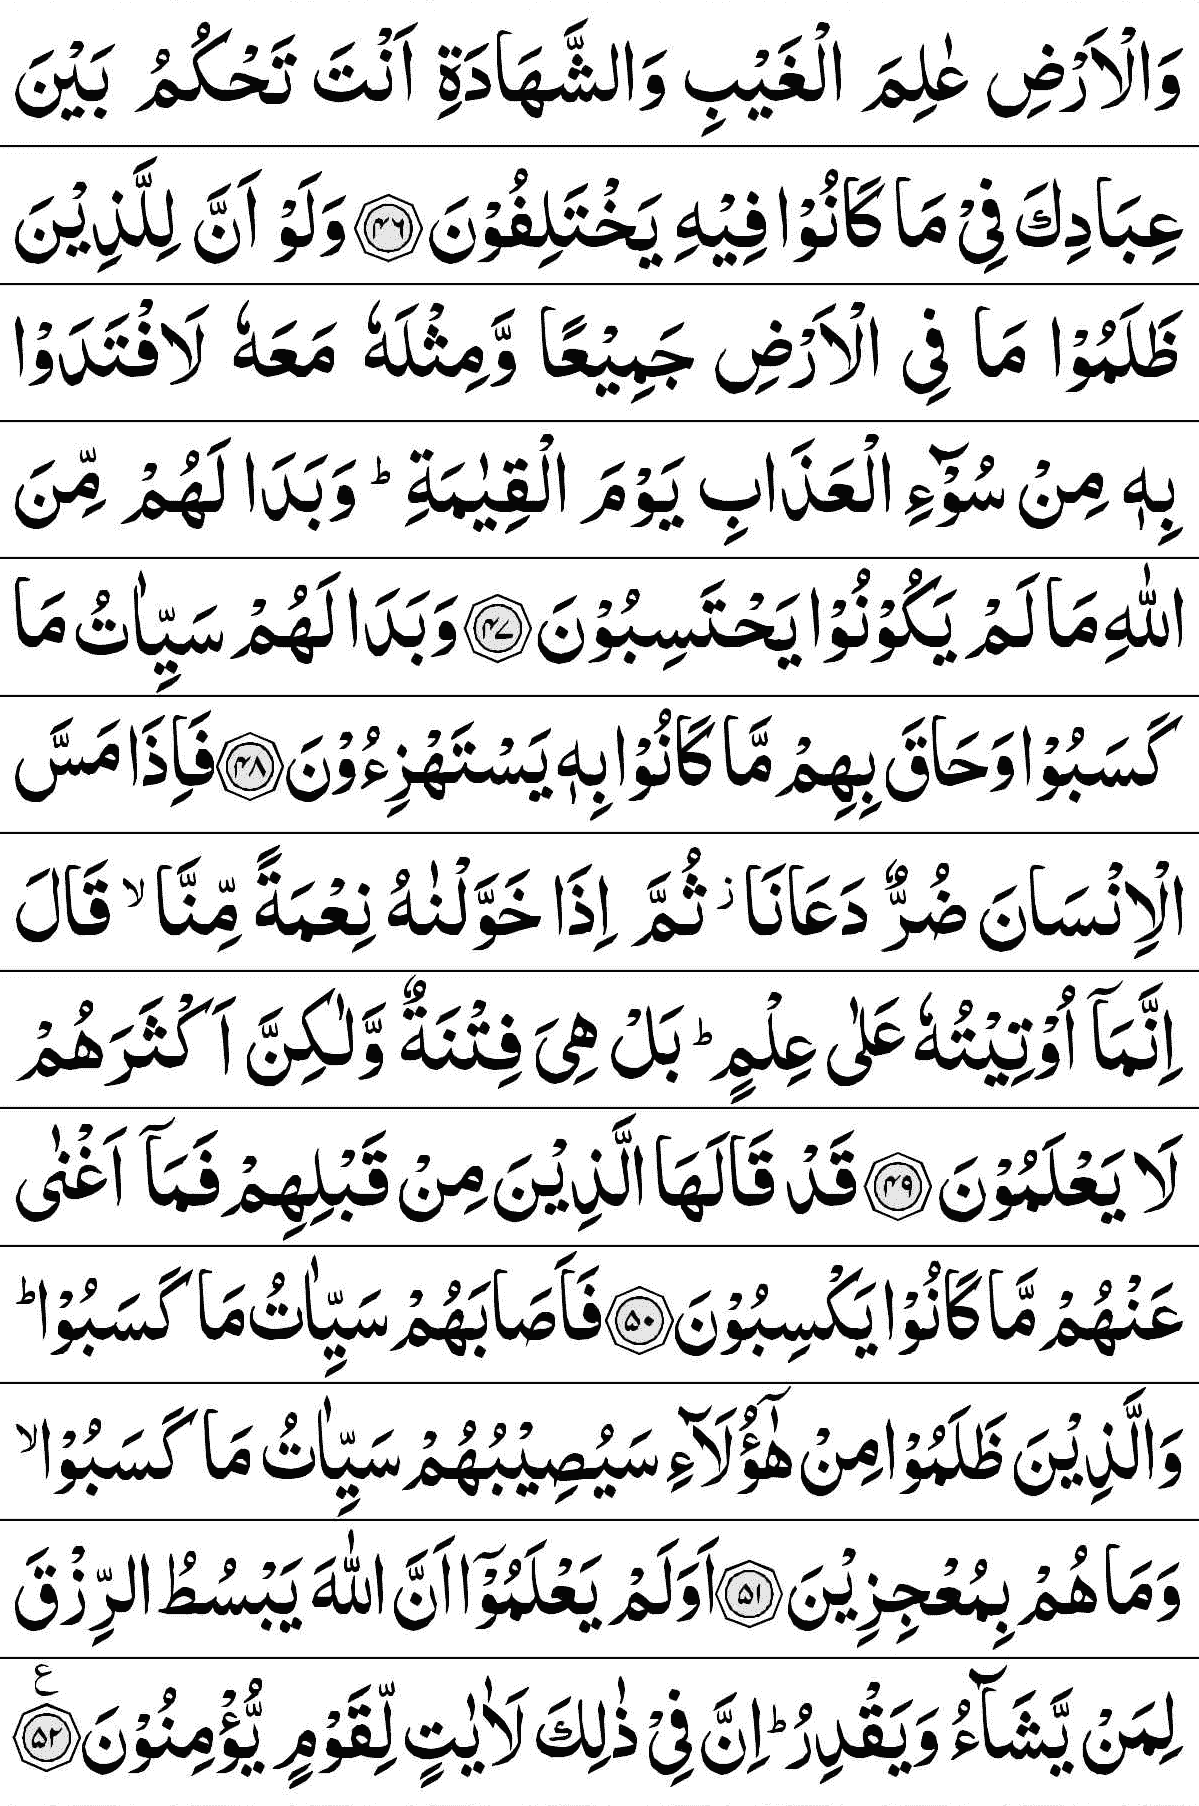 وَالۡاَرۡضِ عٰلِمَ الۡغَيۡبِ وَالشَّهَادَةِ اَنۡتَ تَحۡكُمُ بَيۡنَ
عِبَادِكَ فِىۡ مَا كَانُوۡا فِيۡهِ يَخۡتَلِفُوۡنَ ﴿۴۶﴾ وَلَوۡ اَنَّ لِلَّذِيۡنَ
ظَلَمُوۡا مَا فِى الۡاَرۡضِ جَمِيۡعًا وَّمِثۡلَهٗ مَعَهٗ لَافۡتَدَوۡا
بِهٖ مِنۡ سُوۡٓءِ الۡعَذَابِ يَوۡمَ الۡقِيٰمَةِ ؕ وَبَدَا لَهُمۡ مِّنَ
اللّٰهِ مَا لَمۡ يَكُوۡنُوۡا يَحۡتَسِبُوۡنَ ﴿۴۷﴾ وَبَدَا لَهُمۡ سَيِّاٰتُ مَا
كَسَبُوۡا وَحَاقَ بِهِمۡ مَّا كَانُوۡا بِهٖ يَسۡتَهۡزِءُوۡنَ ﴿۴۸﴾ فَاِذَا مَسَّ
الۡاِنۡسَانَ ضُرٌّ دَعَانَا ز ثُمَّ اِذَا خَوَّلۡنٰهُ نِعۡمَةً مِّنَّا ۙ قَالَ
اِنَّمَاۤ اُوۡتِيۡتُهٗ عَلٰى عِلۡمٍ ؕ بَلۡ هِىَ فِتۡنَةٌ وَّلٰكِنَّ اَكۡثَرَهُمۡ
لَا يَعۡلَمُوۡنَ ﴿۴۹﴾ قَدۡ قَالَهَا الَّذِيۡنَ مِنۡ قَبۡلِهِمۡ فَمَاۤ اَغۡنٰى
عَنۡهُمۡ مَّا كَانُوۡا يَكۡسِبُوۡنَ ﴿۵۰﴾ فَاَصَابَهُمۡ سَيِّاٰتُ مَا كَسَبُوۡا ؕ
وَالَّذِيۡنَ ظَلَمُوۡا مِنۡ هٰٓؤُلَاۤءِ سَيُصِيۡبُهُمۡ سَيِّاٰتُ مَا كَسَبُوۡا ۙ
وَمَا هُمۡ بِمُعۡجِزِيۡنَ ﴿۵۱﴾ اَوَلَمۡ يَعۡلَمُوۡۤا اَنَّ اللّٰهَ يَبۡسُطُ الرِّزۡقَ
لِمَنۡ يَّشَآءُ وَيَقۡدِرُ ؕ اِنَّ فِىۡ ذٰلِكَ لَاٰيٰتٍ لِّقَوۡمٍ يُّؤۡمِنُوۡنَ ﴿۵۲﴾ ع